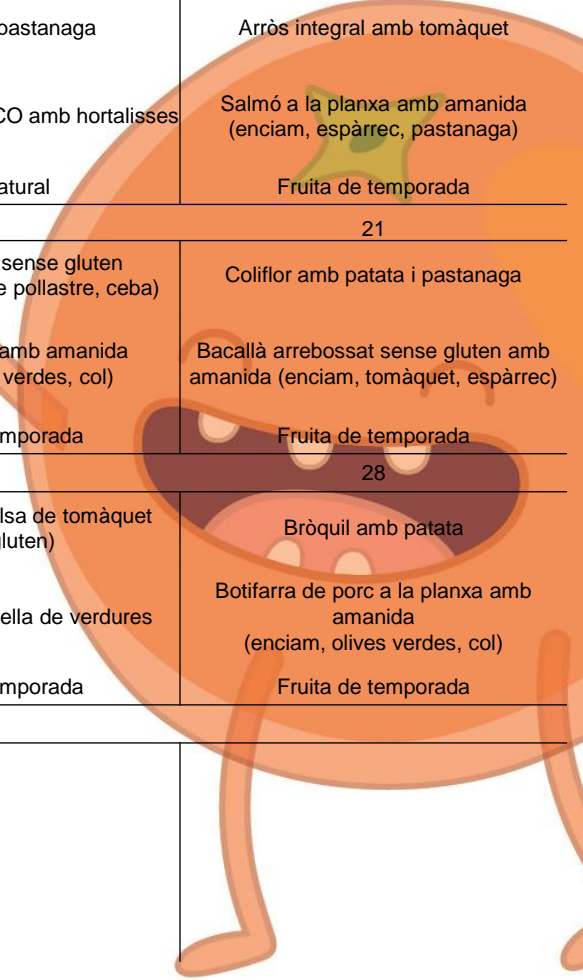 pastanaga
Arròs integral amb tomàquet
CO amb hortalisses
Salmó a la planxa amb amanida
(enciam, espàrrec, pastanaga)
atural
Fruita de temporada
21
sense gluten
e pollastre, ceba)
Coliflor amb patata i pastanaga
amb amanida
verdes, col)
Bacallà arrebossat sense gluten amb
amanida (enciam, tomàquet, espàrrec)
mporada
Fruita de temporada
28
lsa de tomàquet
gluten)
Bròquil amb patata
ella de verdures
Botifarra de porc a la planxa amb
amanida
(enciam, olives verdes, col)
mporada
Fruita de temporada